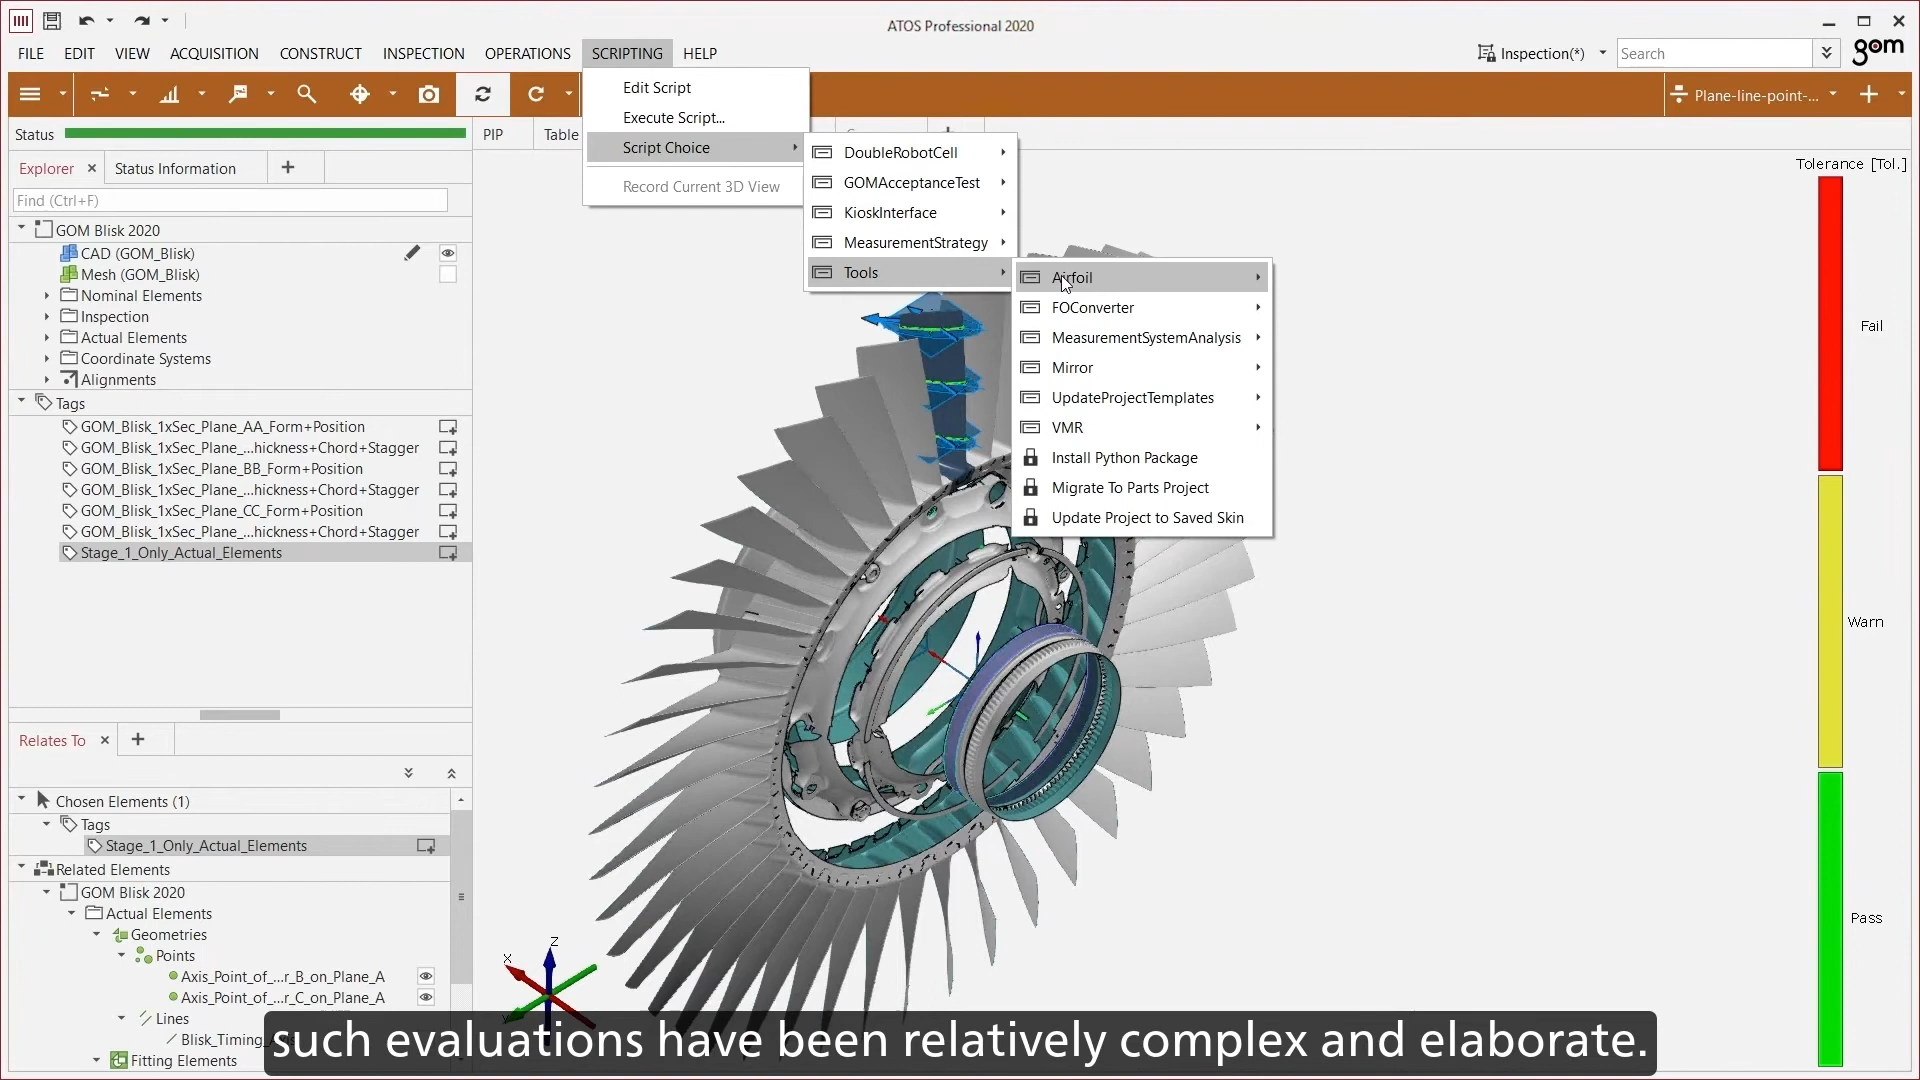 ATOS Professional 2020
FILE EDIT VIEW ACQUISITION CONSTRUCT INSPECTION OPERATIONS SCRIPTING HELP
Inspection(*)
Search
gom
Plane-line-point-...
Status
PIP
Table
Edit Script
Execute Script...
Script Choice
Record Current 3D View
DoubleRobotCell
GOMAcceptanceTest
KioskInterface
MeasurementStrategy
Tools
Airfoil
FOConverter
MeasurementSystemAnalysis
Mirror
UpdateProjectTemplates
VMR
Install Python Package
Migrate To Parts Project
Update Project to Saved Skin
Explorer
Status Information
Find (Ctrl+F)
GOM Blisk 2020
CAD (GOM_Blisk)
Mesh (GOM_Blisk)
Nominal Elements
Inspection
Actual Elements
Coordinate Systems
Alignments
Tags
GOM_Blisk_1xSec_Plane_AA_Form+Position
GOM_Blisk_1xSec_Plane_...hickness+Chord+Stagger
GOM_Blisk_1xSec_Plane_BB_Form+Position
GOM_Blisk_1xSec_Plane_...hickness+Chord+Stagger
GOM_Blisk_1xSec_Plane_CC_Form+Position
GOM_Blisk_1xSec_Plane_...hickness+Chord+Stagger
Stage_1_Only_Actual_Elements
Relates To
Chosen Elements (1)
Tags
Stage_1_Only_Actual_Elements
Related Elements
GOM Blisk 2020
Actual Elements
Geometries
Points
Axis_Point_of_...r_B_on_Plane_A
Axis_Point_of_...r_C_on_Plane_A
Lines
Blisk_Timing_
Fitting Elements
Tolerance [Tol.]
Fail
Warn
Pass
X
Z
such evaluations have been relatively complex and elaborate.